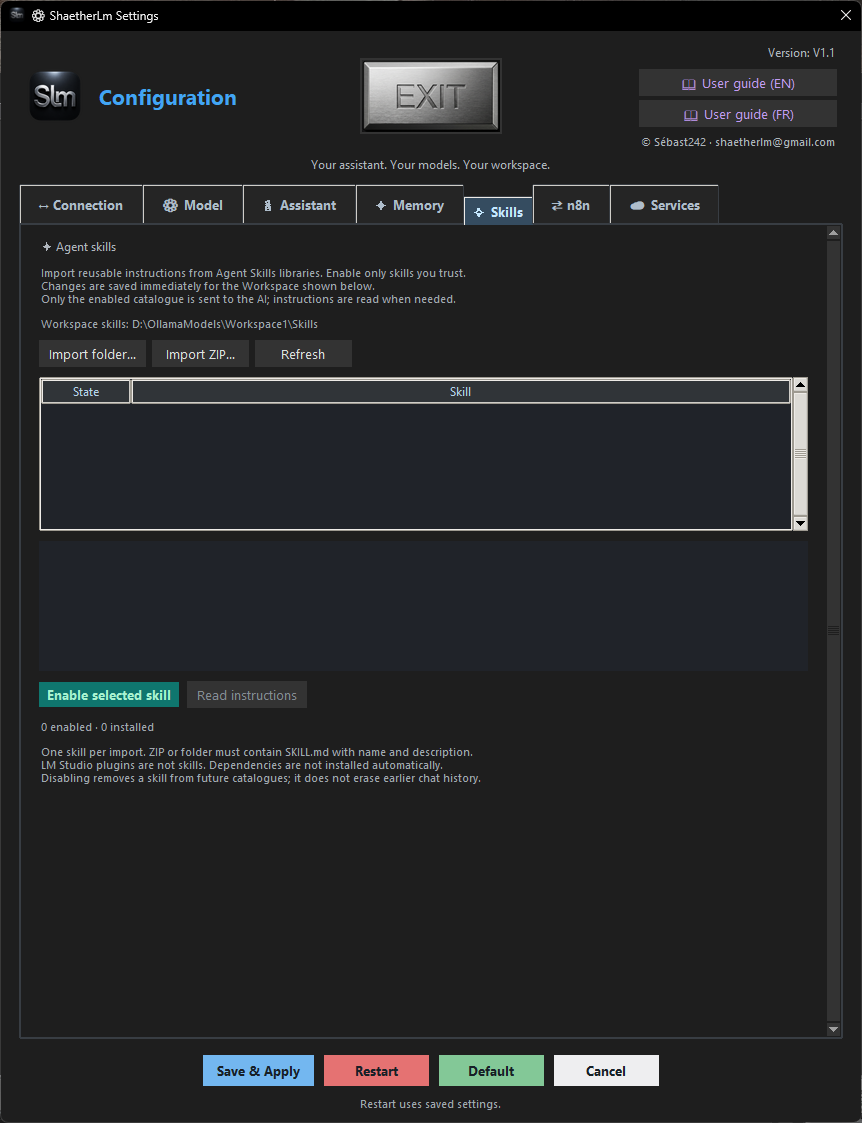 ShaetherLm Settings
Version: V1.1
Slm
Configuration
EXIT
User guide (EN)
User guide (FR)
© Sébast242 · shaetherlm@gmail.com
Your assistant. Your models. Your workspace.
↔ Connection
Model
Assistant
Memory
Skills
n8n
Services
Agent skills
Import reusable instructions from Agent Skills libraries. Enable only skills you trust.
Changes are saved immediately for the Workspace shown below.
Only the enabled catalogue is sent to the AI; instructions are read when needed.
Workspace skills: D:\OllamaModels\Workspace1\Skills
Import folder... Import ZIP... Refresh
State Skill
Enable selected skill Read instructions
0 enabled · 0 installed
One skill per import. ZIP or folder must contain SKILL.md with name and description.
LM Studio plugins are not skills. Dependencies are not installed automatically.
Disabling removes a skill from future catalogues; it does not erase earlier chat history.
Save & Apply Restart Default Cancel
Restart uses saved settings.